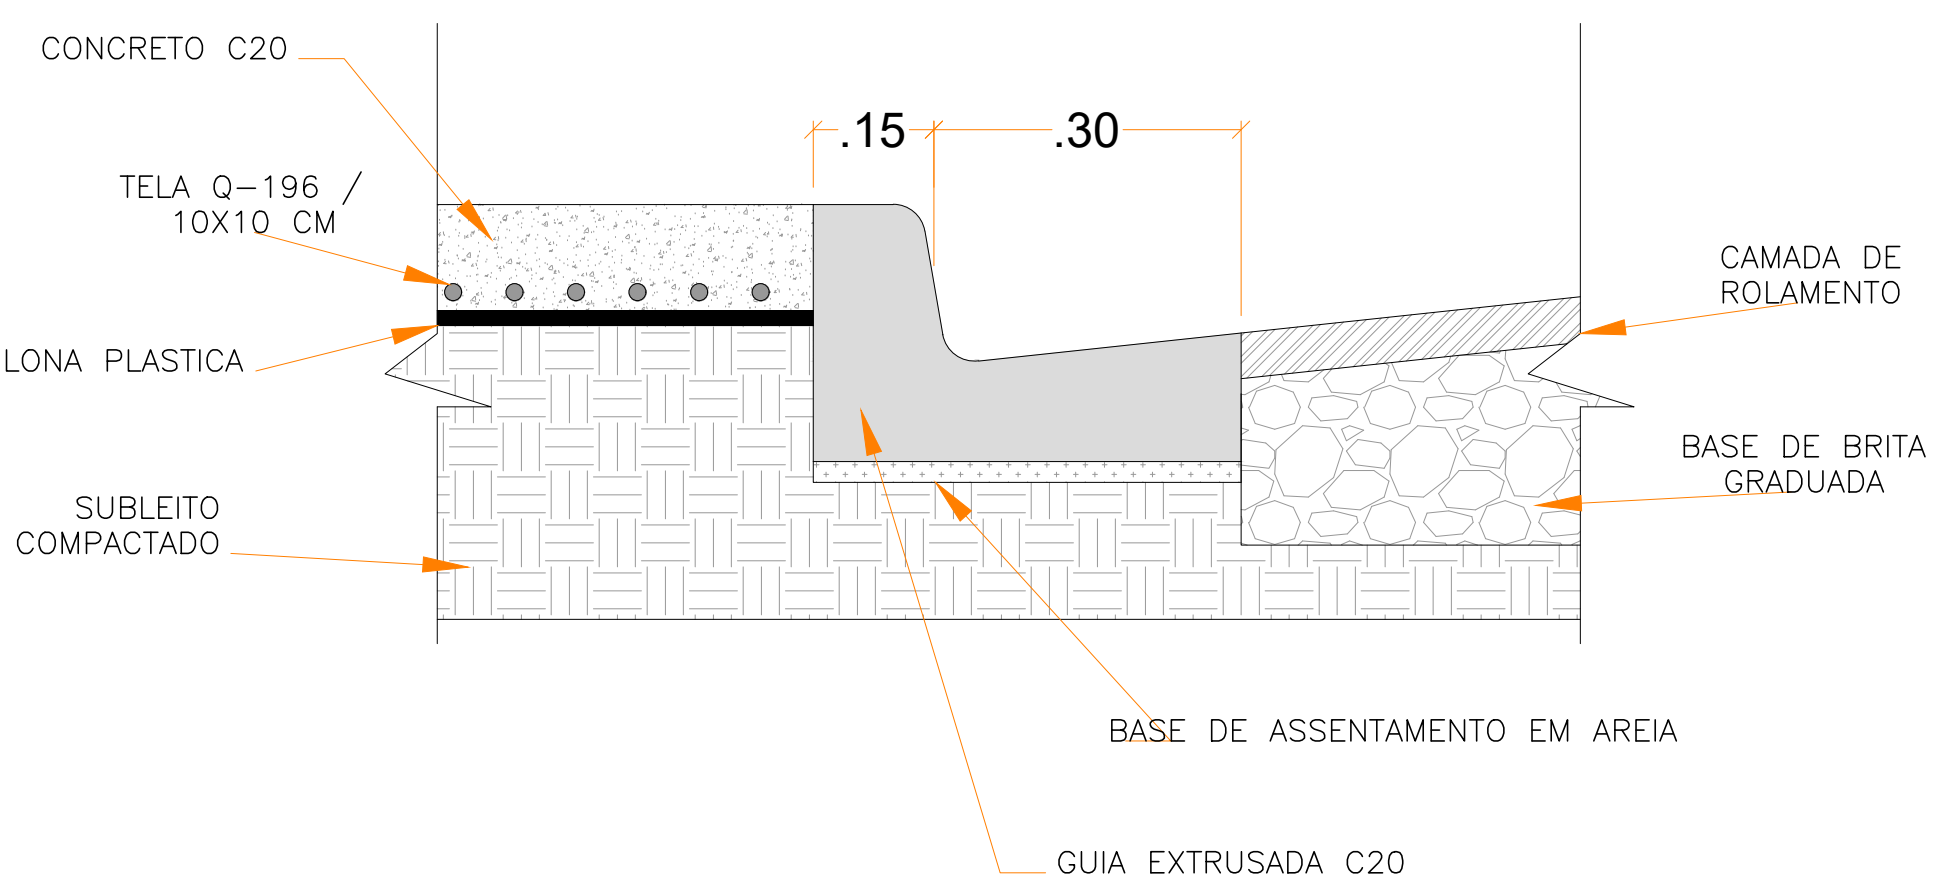 CONCRETO C20
.15
.30
TELA Q-196 /
10X10 CM
CAMADA DE
ROLAMENTO
LONA PLASTICA
BASE DE BRITA
GRADUADA
SUBLEITO
COMPACTADO
BASE DE ASSENTAMENTO EM AREIA
GUIA EXTRUSADA C20